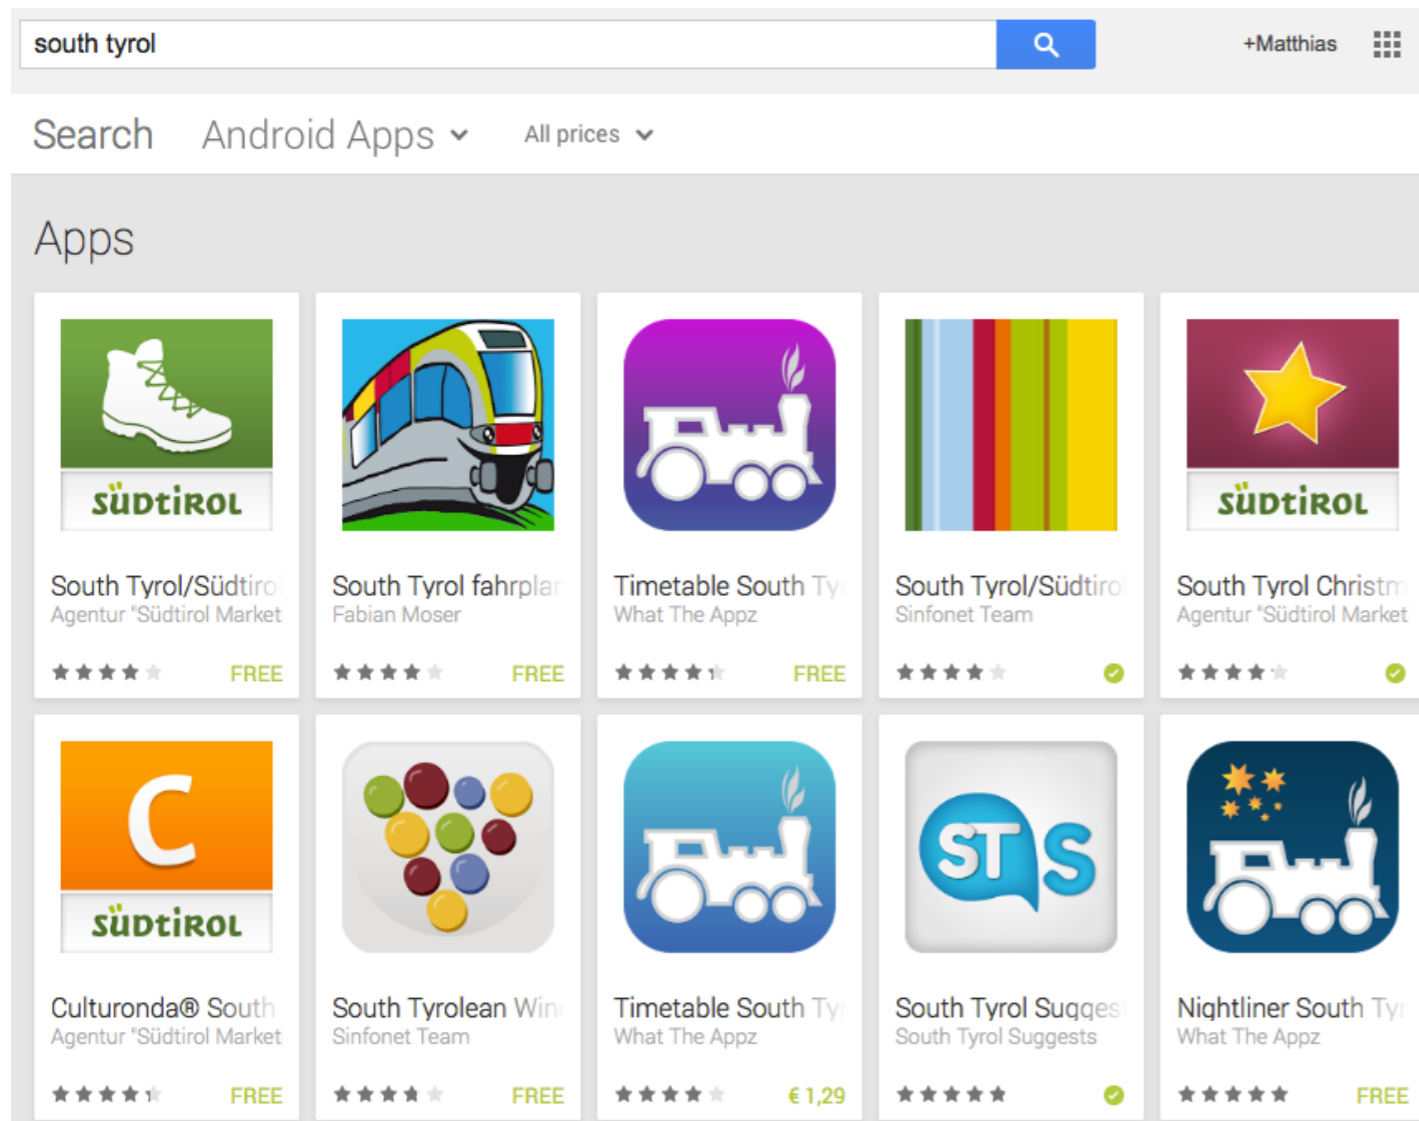 south tyrol
+Matthias
Search Android Apps All prices
Apps
SÜDTIROL
SÜDTIROL
South Tyrol/Südtiro South Tyrol fahrplan Timetable South Ty South Tyrol/Südtiro South Tyrol Christm
Agentur "Südtirol Market Fabian Moser What The Appz Sinfonet Team Agentur "Südtirol Market
FREE FREE FREE
C
SÜDTIROL
STS
Culturonda® South South Tyrolean Win Timetable South Ty South Tyrol Sugges Nightliner South Ty
Agentur "Südtirol Market Sinfonet Team What The Appz South Tyrol Suggests What The Appz
FREE FREE € 1,29 FREE